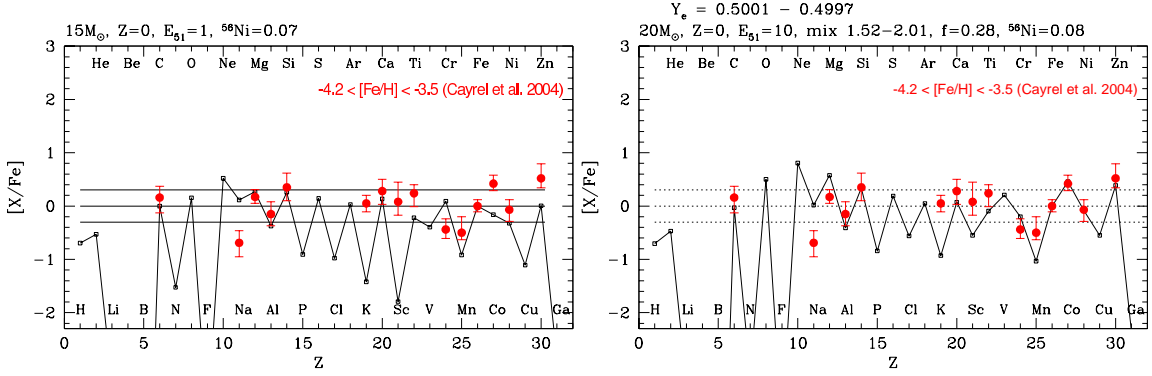 Yₑ = 0.5001 − 0.4997
15M☉, Z=0, E₅₁=1, ⁵⁶Ni=0.07
20M☉, Z=0, E₅₁=10, mix 1.52−2.01, f=0.28, ⁵⁶Ni=0.08
3
He Be C O Ne Mg Si S Ar Ca Ti Cr Fe Ni Zn
-4.2 < [Fe/H] < -3.5 (Cayrel et al. 2004)
2
1
0
−1
−2
[X/Fe]
H Li B N F Na Al P Cl K Sc V Mn Co Cu Ga
0 5 10 15 20 25 30
Z
3
He Be C O Ne Mg Si S Ar Ca Ti Cr Fe Ni Zn
-4.2 < [Fe/H] < -3.5 (Cayrel et al. 2004)
2
1
0
−1
−2
[X/Fe]
H Li B N F Na Al P Cl K Sc V Mn Co Cu Ga
0 5 10 15 20 25 30
Z